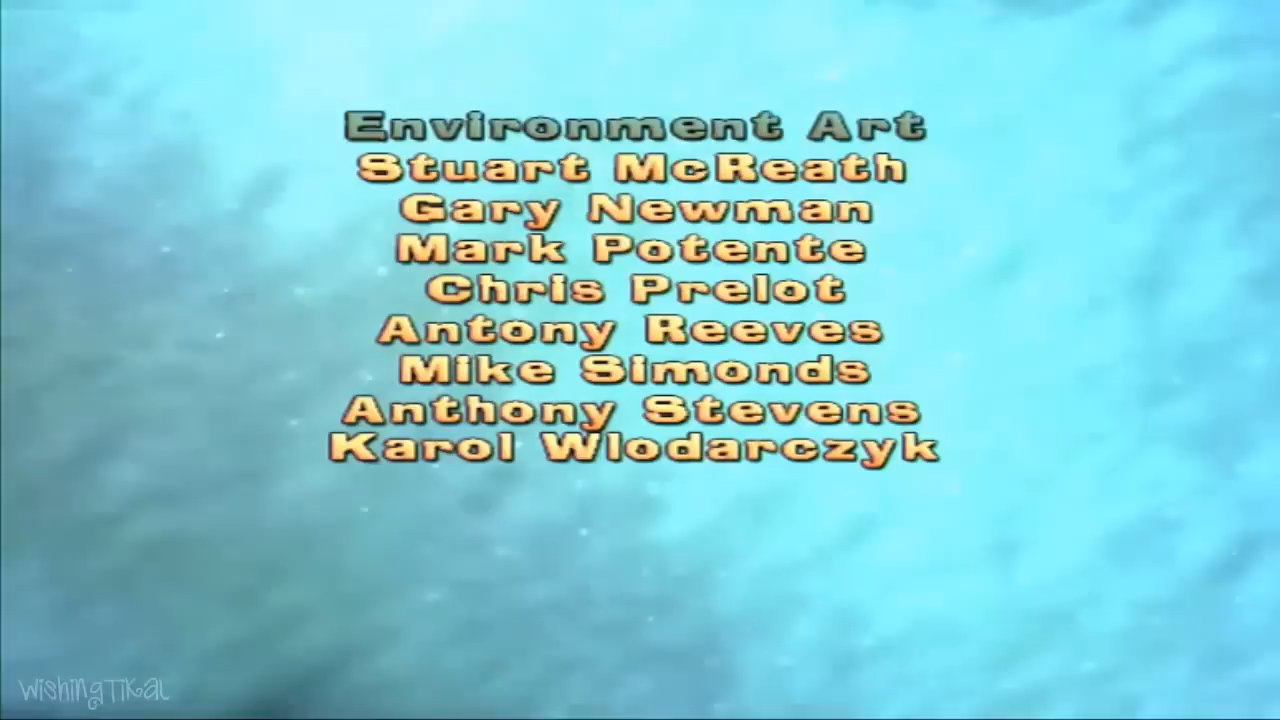 Environment Art
Stuart McReath
Gary Newman
Mark Potente
Chris Prelot
Antony Reeves
Mike Simonds
Anthony Stevens
Karol Wlodarczyk
WishingTikal